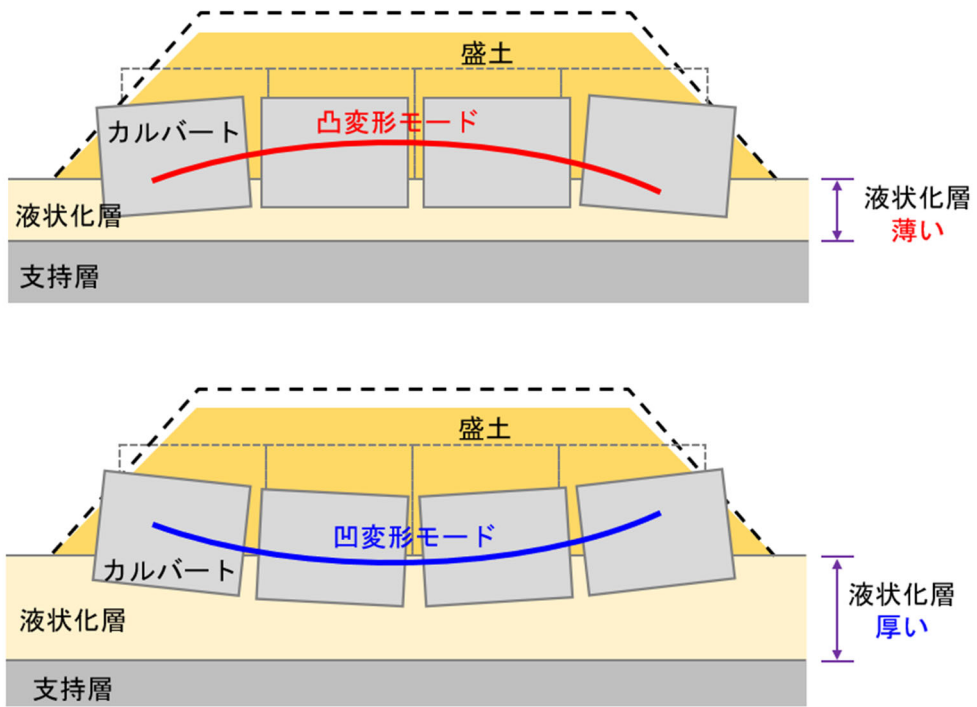 盛土
カルバート
凸変形モード
液状化層
液状化層
薄い
支持層
盛土
凹変形モード
カルバート
液状化層
液状化層
厚い
支持層